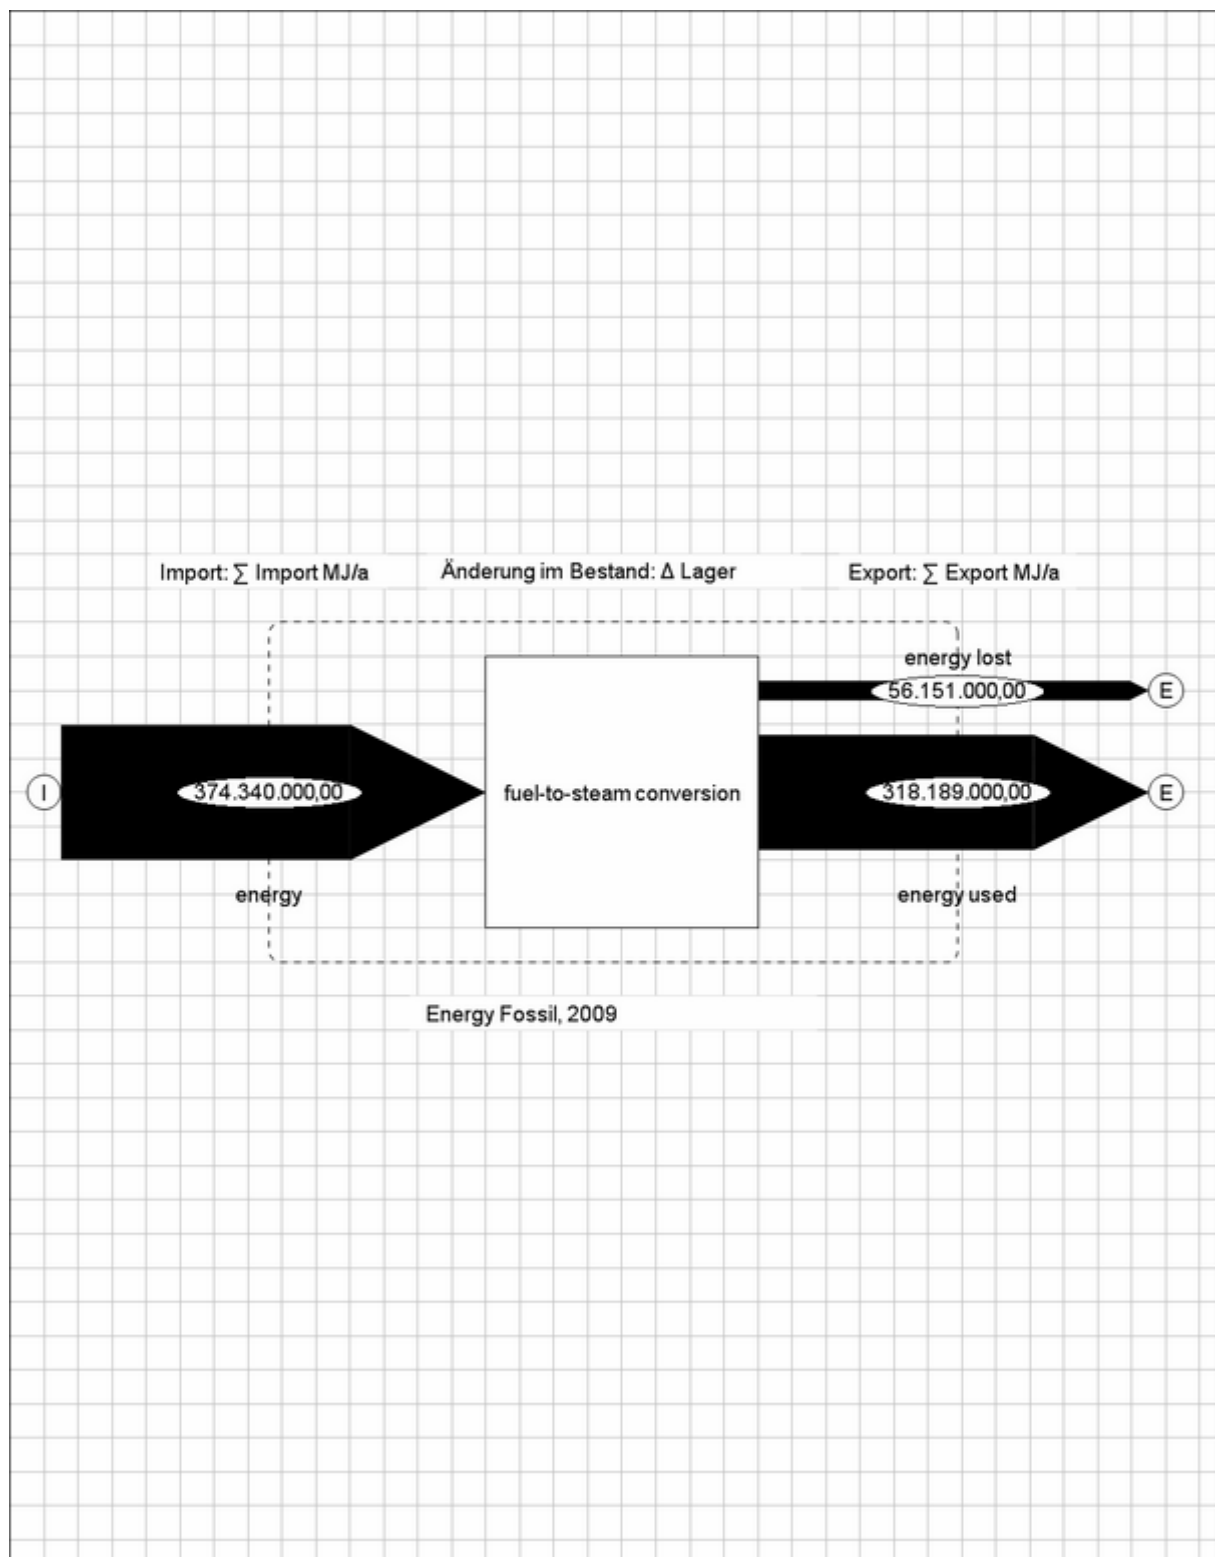 Import: ∑ Import MJ/a
Änderung im Bestand: Δ Lager
Export: ∑ Export MJ/a
energy lost
56.151.000,00
E
I
374.340.000,00
fuel-to-steam conversion
318.189.000,00
E
energy
energy used
Energy Fossil, 2009